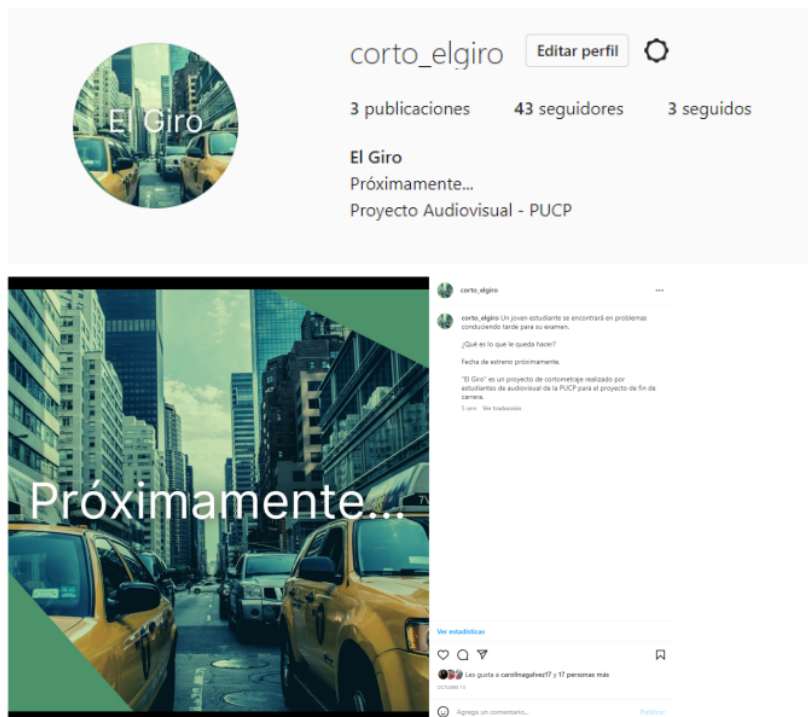 El Giro
corto_elgiro Editar perfil
3 publicaciones 43 seguidores 3 seguidos
El Giro
Próximamente...
Proyecto Audiovisual - PUCP
Próximamente...
corto_elgiro
corto_elgiro Un joven estudiante se encontrará en problemas
conduciendo tarde para su examen.
¿Qué es lo que le queda hacer?
Fecha de estreno próximamente.
"El Giro" es un proyecto de cortometraje realizado por
estudiantes de audiovisual de la PUCP para el proyecto de fin de
carrera.
5 sem Ver traducción
Ver estadísticas
Les gusta a carolinagalvez17 y 17 personas más
OCTUBRE 13
Agrega un comentario... Publicar